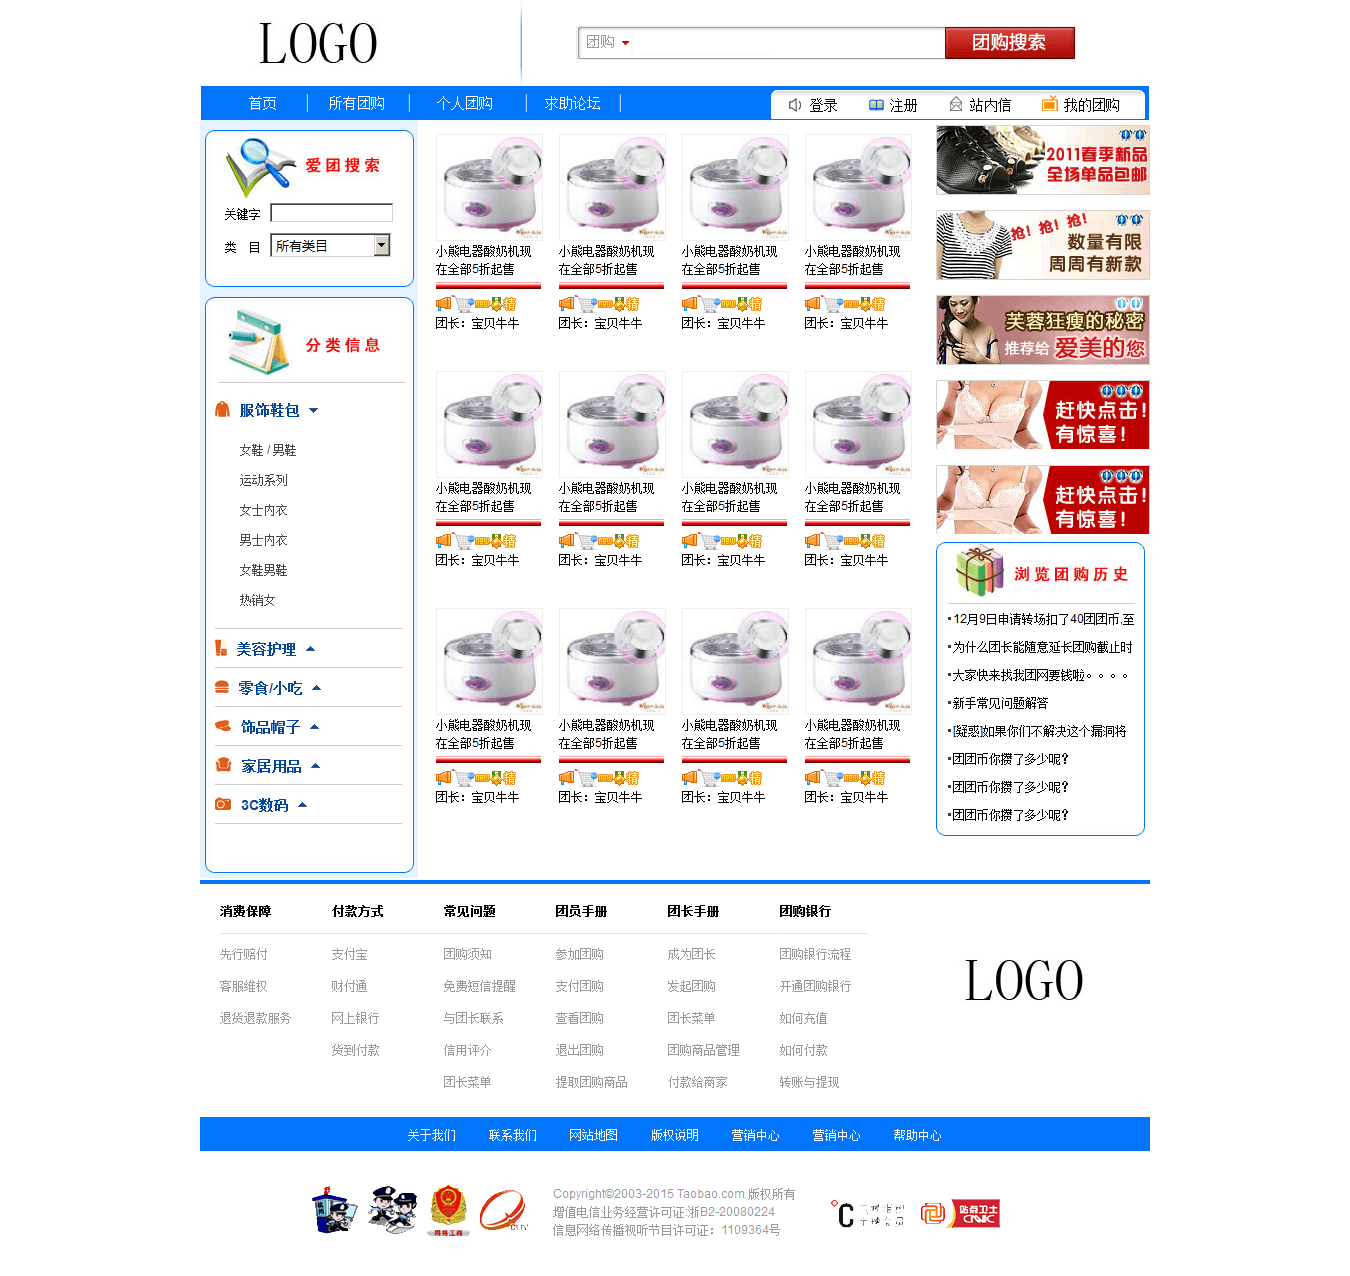 LOGO
团购
团购搜索
首页 所有团购 个人团购 求助论坛
登录 注册 站内信 我的团购
爱团搜索
关键字
类 目 所有类目
分类信息
服饰鞋包
女鞋 / 男鞋
运动系列
女士内衣
男士内衣
女鞋男鞋
热销女
美容护理
零食/小吃
饰品帽子
家居用品
3C数码
小熊电器酸奶机现 小熊电器酸奶机现 小熊电器酸奶机现 小熊电器酸奶机现
在全部5折起售 在全部5折起售 在全部5折起售 在全部5折起售
new 精 new 精 new 精 new 精
团长：宝贝牛牛 团长：宝贝牛牛 团长：宝贝牛牛 团长：宝贝牛牛
小熊电器酸奶机现 小熊电器酸奶机现 小熊电器酸奶机现 小熊电器酸奶机现
在全部5折起售 在全部5折起售 在全部5折起售 在全部5折起售
new 精 new 精 new 精 new 精
团长：宝贝牛牛 团长：宝贝牛牛 团长：宝贝牛牛 团长：宝贝牛牛
小熊电器酸奶机现 小熊电器酸奶机现 小熊电器酸奶机现 小熊电器酸奶机现
在全部5折起售 在全部5折起售 在全部5折起售 在全部5折起售
new 精 new 精 new 精 new 精
团长：宝贝牛牛 团长：宝贝牛牛 团长：宝贝牛牛 团长：宝贝牛牛
2011春季新品
全场单品包邮
抢! 抢! 抢!
数量有限
周周有新款
芙蓉狂瘦的秘密
推荐给 爱美的您
赶快点击!
有惊喜!
赶快点击!
有惊喜!
浏览团购历史
12月9日申请转场扣了40团团币,至
为什么团长能随意延长团购截止时
大家快来找我团网要钱啦。。。。
新手常见问题解答
[疑惑]如果你们不解决这个漏洞将
团团币你攒了多少呢？
团团币你攒了多少呢？
团团币你攒了多少呢？
消费保障 付款方式 常见问题 团员手册 团长手册 团购银行
先行赔付 支付宝 团购须知 参加团购 成为团长 团购银行流程
客服维权 财付通 免费短信提醒 支付团购 发起团购 开通团购银行
退货退款服务 网上银行 与团长联系 查看团购 团长菜单 如何充值
货到付款 信用评介 退出团购 团购商品管理 如何付款
团长菜单 提取团购商品 付款给商家 转账与提现
LOGO
关于我们 联系我们 网站地图 版权说明 营销中心 营销中心 帮助中心
网络工商
Copyright©2003-2015 Taobao.com 版权所有
增值电信业务经营许可证:浙B2-20080224
信息网络传播视听节目许可证：1109364号
站点卫士
CNNIC